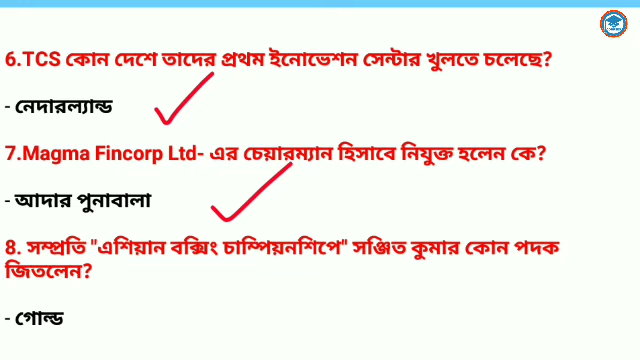 6.TCS কোন দেশে তাদের প্রথম ইনোভেশন সেন্টার খুলতে চলেছে?
- নেদারল্যান্ড
7.Magma Fincorp Ltd- এর চেয়ারম্যান হিসাবে নিযুক্ত হলেন কে?
- আদার পুনাবালা
8. সম্প্রতি "এশিয়ান বক্সিং চাম্পিয়নশিপে" সঞ্জিত কুমার কোন পদক
জিতলেন?
- গোল্ড